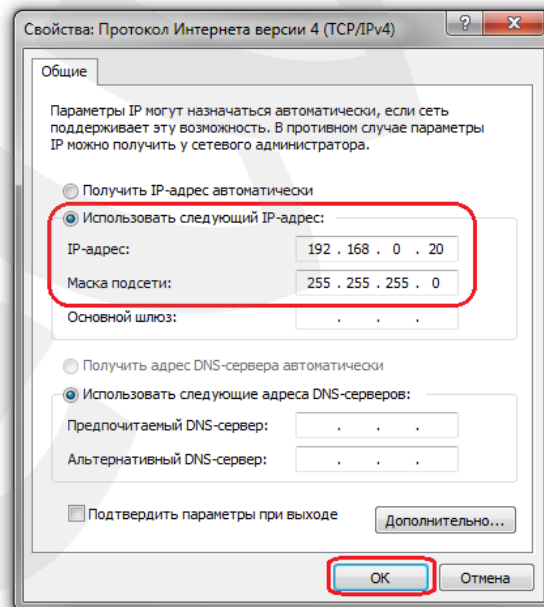 Свойства: Протокол Интернета версии 4 (TCP/IPv4)
?
Общие
Параметры IP могут назначаться автоматически, если сеть
поддерживает эту возможность. В противном случае параметры
IP можно получить у сетевого администратора.
Получить IP-адрес автоматически
Использовать следующий IP-адрес:
IP-адрес: 192 . 168 . 0 . 20
Маска подсети: 255 . 255 . 255 . 0
Основной шлюз: . . .
Получить адрес DNS-сервера автоматически
Использовать следующие адреса DNS-серверов:
Предпочитаемый DNS-сервер: . . .
Альтернативный DNS-сервер: . . .
Подтвердить параметры при выходе
Дополнительно...
ОК Отмена